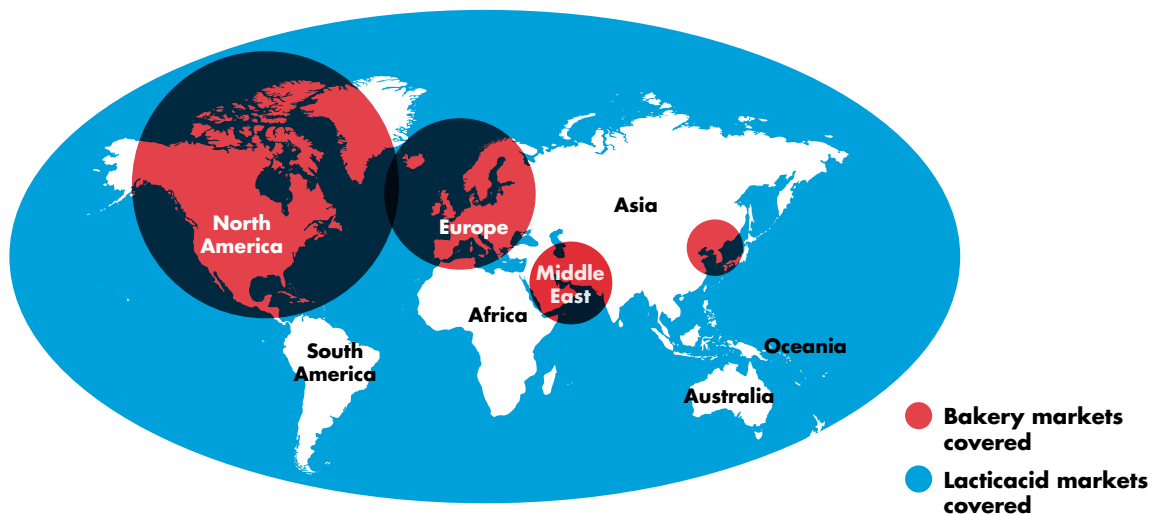 North
America
Europe
Asia
Middle
East
Africa
South
America
Oceania
Australia
Bakery markets
covered
Lacticacid markets
covered